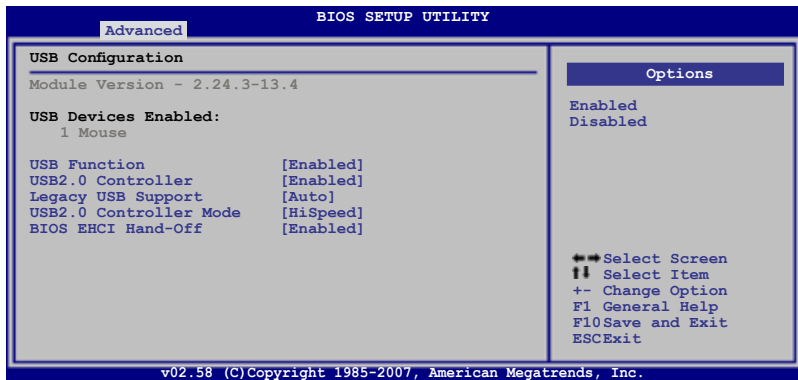 BIOS SETUP UTILITY
Advanced
USB Configuration
Module Version - 2.24.3-13.4
USB Devices Enabled:
1 Mouse
USB Function [Enabled]
USB2.0 Controller [Enabled]
Legacy USB Support [Auto]
USB2.0 Controller Mode [HiSpeed]
BIOS EHCI Hand-Off [Enabled]
Options
Enabled
Disabled
Select Screen
Select Item
+- Change Option
F1 General Help
F10 Save and Exit
ESC Exit
v02.58 (C)Copyright 1985-2007, American Megatrends, Inc.